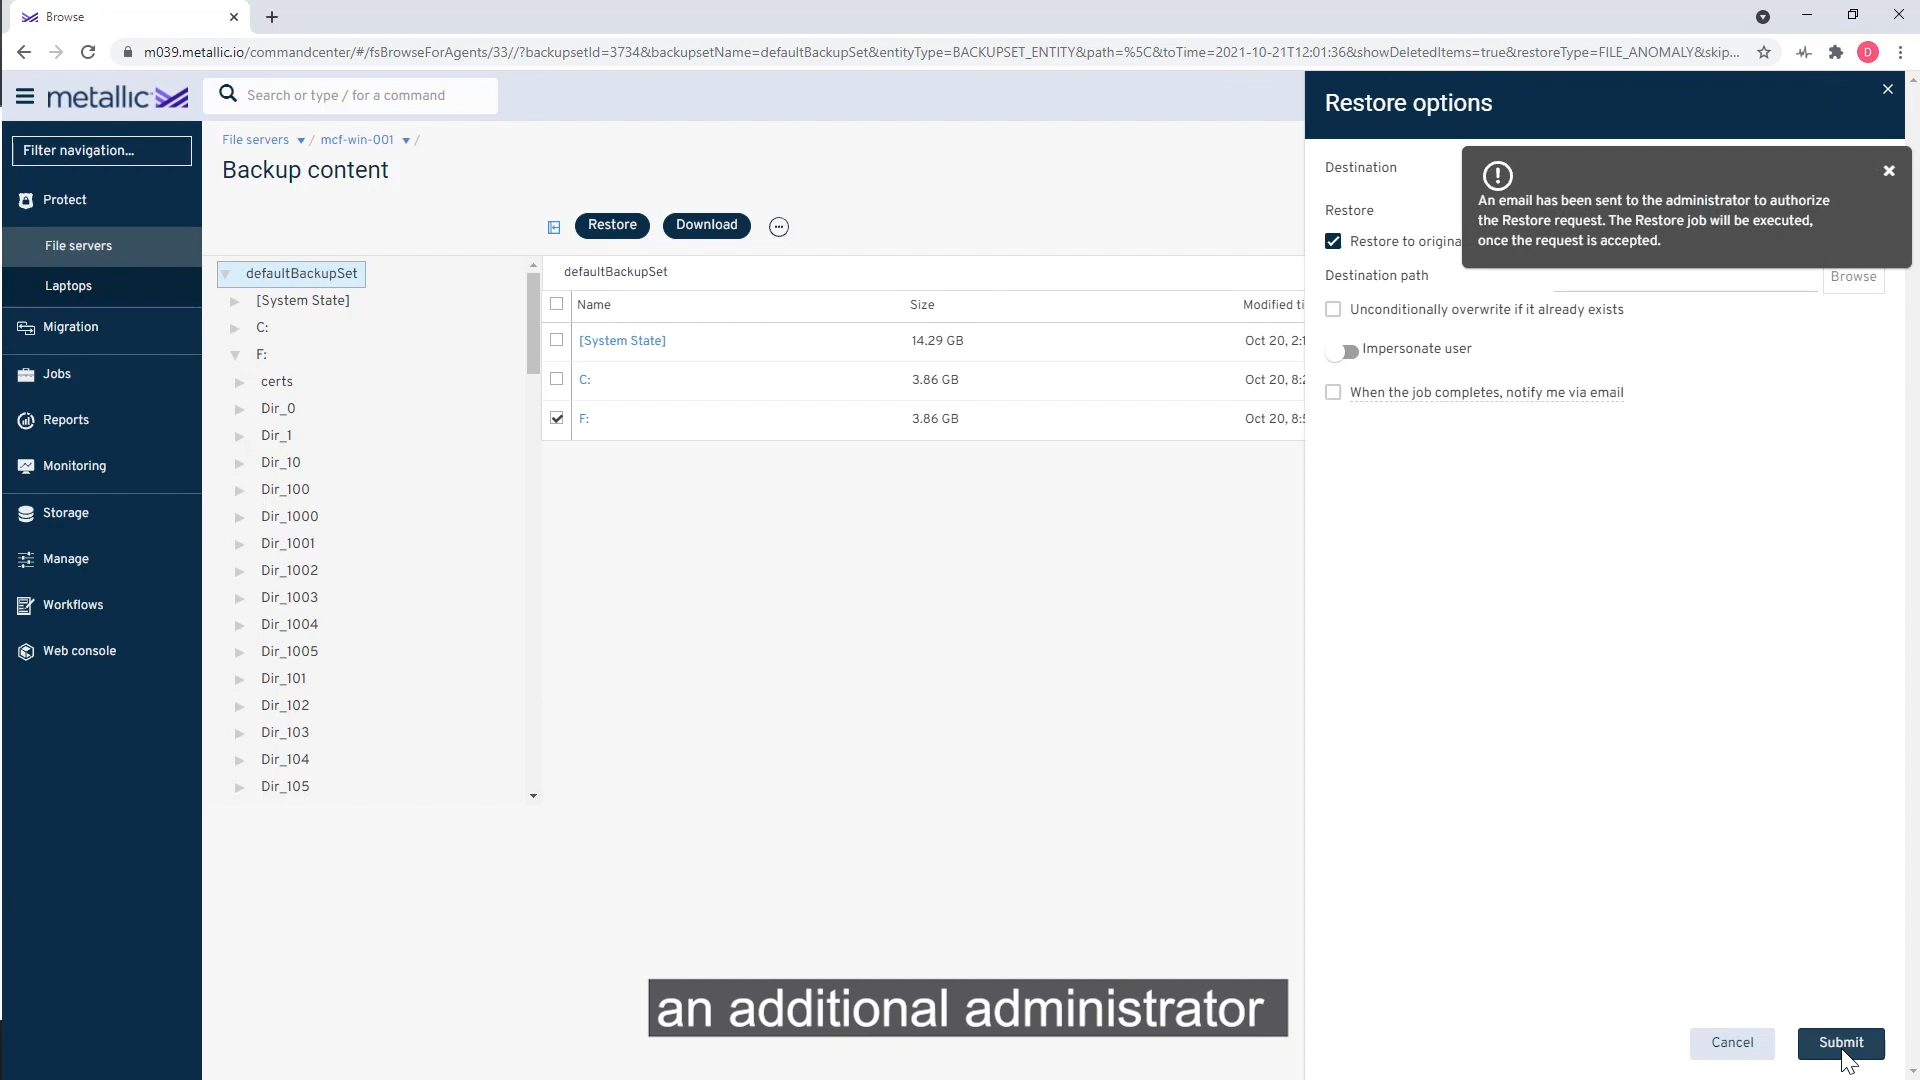 Browse
m039.metallic.io/commandcenter/#/fsBrowseForAgents/33//?backupsetId=3734&backupsetName=defaultBackupSet&entityType=BACKUPSET_ENTITY&path=%5C&toTime=2021-10-21T12:01:36&showDeletedItems=true&restoreType=FILE_ANOMALY&skip...
D
metallic
Search or type / for a command
Restore options
Filter navigation...
File servers / mcf-win-001 /
Backup content
Destination
An email has been sent to the administrator to authorize
the Restore request. The Restore job will be executed,
once the request is accepted.
Protect
File servers
Laptops
Migration
Jobs
Reports
Monitoring
Storage
Manage
Workflows
Web console
Restore
Download
defaultBackupSet
[System State]
C:
F:
certs
Dir_0
Dir_1
Dir_10
Dir_100
Dir_1000
Dir_1001
Dir_1002
Dir_1003
Dir_1004
Dir_1005
Dir_101
Dir_102
Dir_103
Dir_104
Dir_105
defaultBackupSet
Name Size Modified ti
[System State] 14.29 GB Oct 20, 2:1
C: 3.86 GB Oct 20, 8:2
F: 3.86 GB Oct 20, 8:5
Restore
Restore to origina
Destination path
Browse
Unconditionally overwrite if it already exists
Impersonate user
When the job completes, notify me via email
an additional administrator
Cancel
Submit